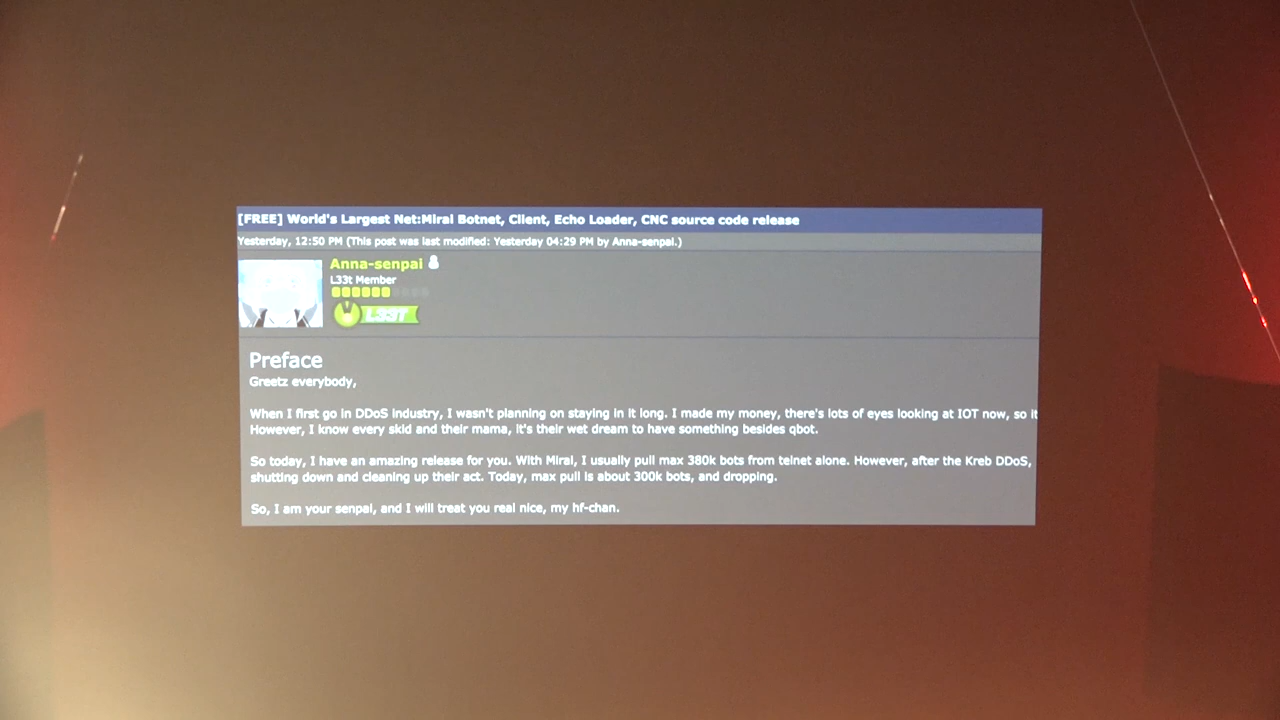 [FREE] World's Largest Net:Mirai Botnet, Client, Echo Loader, CNC source code release
Yesterday, 12:50 PM (This post was last modified: Yesterday 04:29 PM by Anna-senpai.)
Anna-senpai
L33t Member
L33T
Preface
Greetz everybody,
When I first go in DDoS industry, I wasn't planning on staying in it long. I made my money, there's lots of eyes looking at IOT now, so it
However, I know every skid and their mama, it's their wet dream to have something besides qbot.
So today, I have an amazing release for you. With Mirai, I usually pull max 380k bots from telnet alone. However, after the Kreb DDoS,
shutting down and cleaning up their act. Today, max pull is about 300k bots, and dropping.
So, I am your senpai, and I will treat you real nice, my hf-chan.